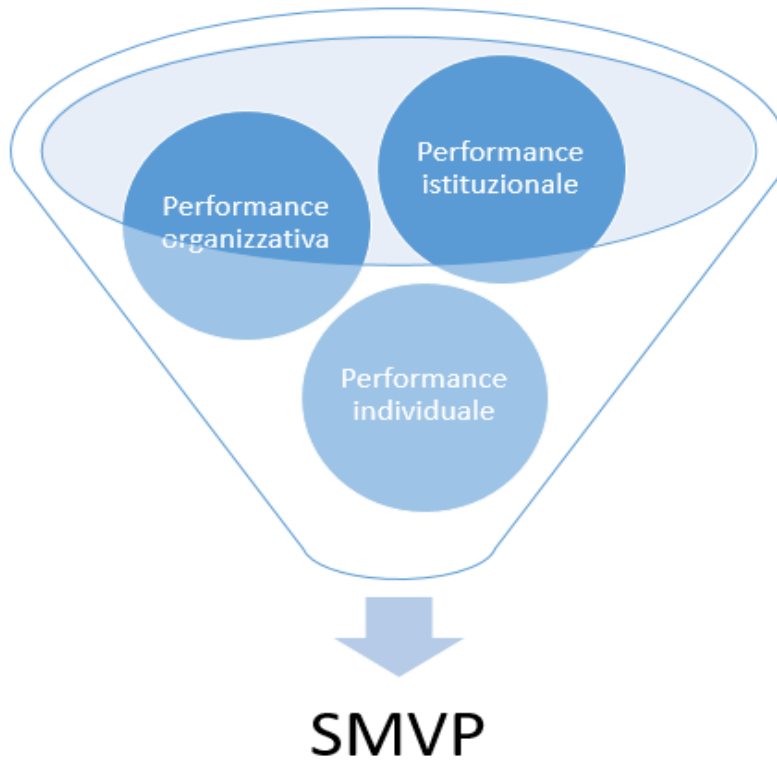 Performance
istituzionale
Performance
organizzativa
Performance
individuale
SMVP